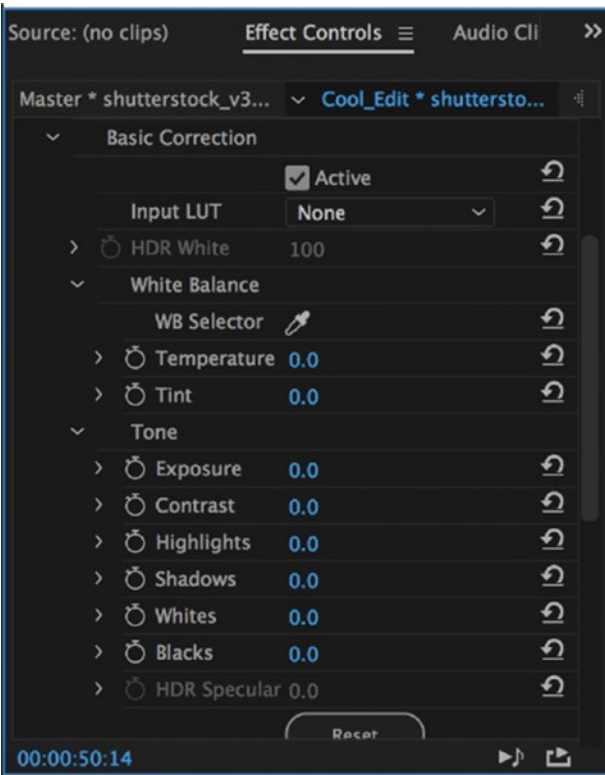 Source: (no clips) Effect Controls Audio Cli
Master * shutterstock_v3... Cool_Edit * shuttersto...
Basic Correction
Active
Input LUT None
HDR White 100
White Balance
WB Selector
Temperature 0.0
Tint 0.0
Tone
Exposure 0.0
Contrast 0.0
Highlights 0.0
Shadows 0.0
Whites 0.0
Blacks 0.0
HDR Specular 0.0
Reset
00:00:50:14